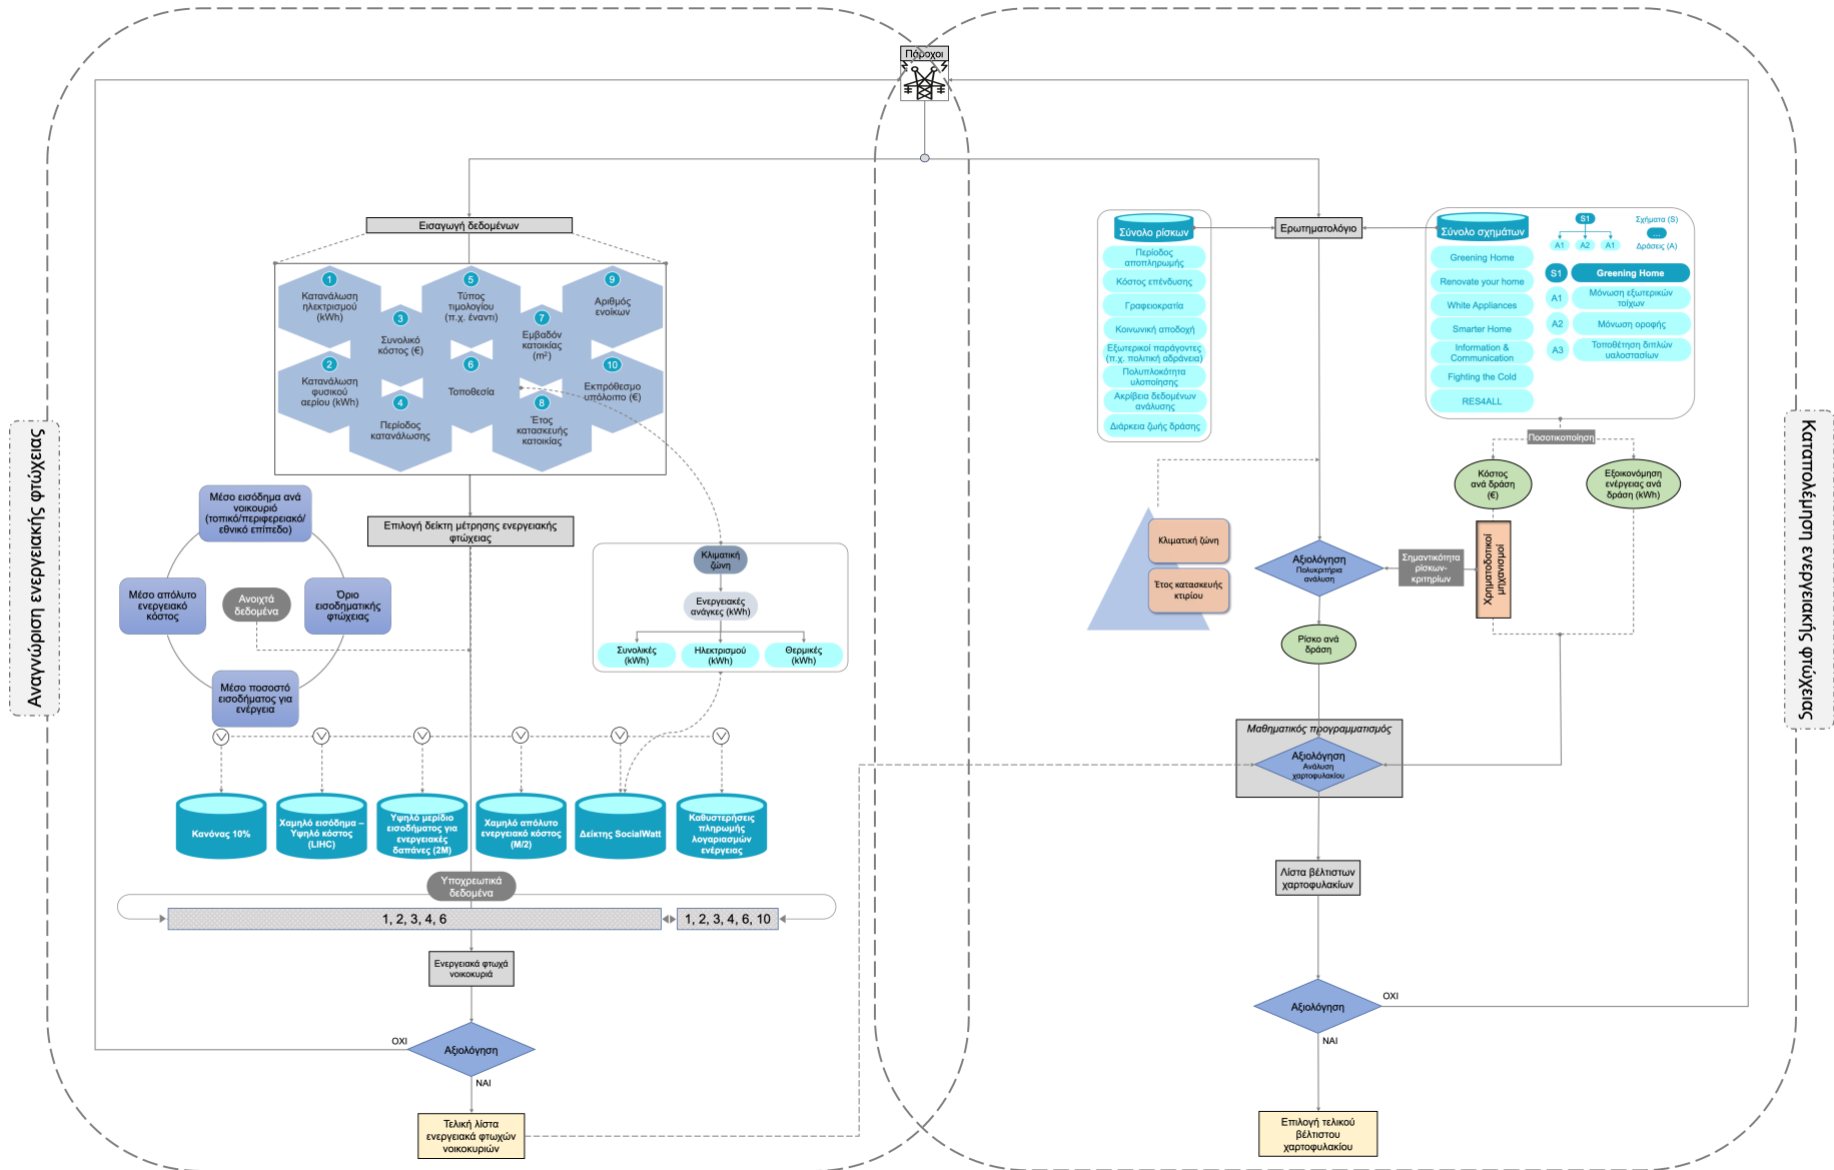 Πάροχοι
Αναγνώριση ενεργειακής φτώχειας
Εισαγωγή δεδομένων
1
Κατανάλωση
ηλεκτρισμού
(kWh)
2
Κατανάλωση
φυσικού
αερίου (kWh)
3
Συνολικό
κόστος (€)
4
Περίοδος
κατανάλωσης
5
Τύπος
τιμολογίου
(π.χ. έναντι)
6
Τοποθεσία
7
Εμβαδόν
κατοικίας
(m²)
8
Έτος
κατασκευής
κατοικίας
9
Αριθμός
ενοίκων
10
Εκπρόθεσμο
υπόλοιπο (€)
Επιλογή δείκτη μέτρησης ενεργειακής
φτώχειας
Μέσο εισόδημα ανά
νοικουριό
(τοπικό/περιφερειακό/
εθνικό επίπεδο)
Μέσο απόλυτο
ενεργειακό
κόστος
Ανοιχτά
δεδομένα
Όριο
εισοδηματικής
φτώχειας
Μέσο ποσοστό
εισοδήματος για
ενέργεια
Κλιματική
ζώνη
Ενεργειακές
ανάγκες (kWh)
Συνολικές
(kWh)
Ηλεκτρισμού
(kWh)
Θερμικές
(kWh)
Κανόνας 10%
Χαμηλό εισόδημα –
Υψηλό κόστος
(LIHC)
Υψηλό μερίδιο
εισοδήματος για
ενεργειακές
δαπάνες (2M)
Χαμηλό απόλυτο
ενεργειακό κόστος
(M/2)
Δείκτης SocialWatt
Καθυστερήσεις
πληρωμής
λογαριασμών
ενέργειας
Υποχρεωτικά
δεδομένα
1, 2, 3, 4, 6
1, 2, 3, 4, 6, 10
Ενεργειακά φτωχά
νοικοκυριά
Αξιολόγηση
ΟΧΙ
ΝΑΙ
Τελική λίστα
ενεργειακά φτωχών
νοικοκυριών
Καταπολέμηση ενεργειακής φτώχειας
Ερωτηματολόγιο
Σύνολο ρίσκων
Περίοδος
αποπληρωμής
Κόστος επένδυσης
Γραφειοκρατία
Κοινωνική αποδοχή
Εξωτερικοί παράγοντες
(π.χ. πολιτική αδράνεια)
Πολυπλοκότητα
υλοποίησης
Ακρίβεια δεδομένων
ανάλυσης
Διάρκεια ζωής δράσης
Σύνολο σχημάτων
Greening Home
Renovate your home
White Appliances
Smarter Home
Information &
Communication
Fighting the Cold
RES4ALL
S1
A1
A2
A1
Σχήματα (S)
...
Δράσεις (A)
S1
Greening Home
A1
Μόνωση εξωτερικών
τοίχων
A2
Μόνωση οροφής
A3
Τοποθέτηση διπλών
υαλοστασίων
Ποσοτικοποίηση
Κόστος
ανά δράση
(€)
Εξοικονόμηση
ενέργειας ανά
δράση (kWh)
Κλιματική ζώνη
Έτος κατασκευής
κτιρίου
Αξιολόγηση
Πολυκριτήρια
ανάλυση
Σημαντικότητα
ρίσκων-
κριτηρίων
Χρηματοδοτικοί
μηχανισμοί
Ρίσκο ανά
δράση
Μαθηματικός προγραμματισμός
Αξιολόγηση
Ανάλυση
χαρτοφυλακίου
Λίστα βέλτιστων
χαρτοφυλακίων
Αξιολόγηση
ΟΧΙ
ΝΑΙ
Επιλογή τελικού
βέλτιστου
χαρτοφυλακίου